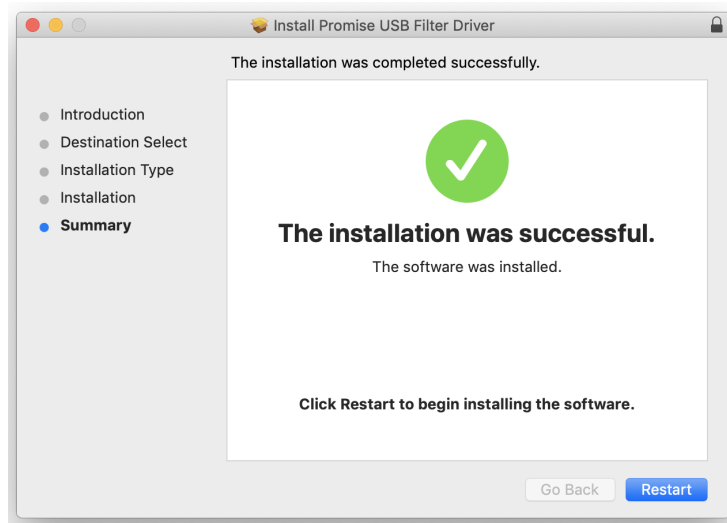 Install Promise USB Filter Driver
The installation was completed successfully.
Introduction
Destination Select
Installation Type
Installation
Summary
The installation was successful.
The software was installed.
Click Restart to begin installing the software.
Go Back
Restart